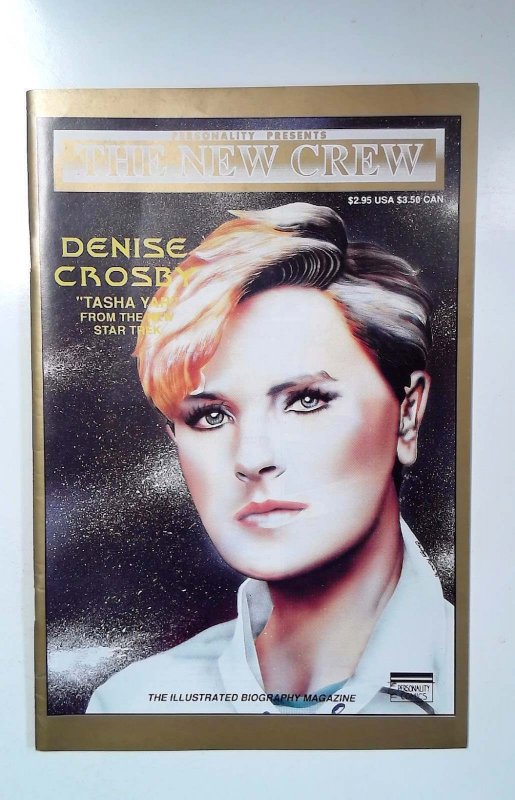 PERSONALITY PRESENTS
THE NEW CREW
$2.95 USA $3.50 CAN
DENISE
CROSBY
"TASHA YAR"
FROM THE NEW
STAR TREK
THE ILLUSTRATED BIOGRAPHY MAGAZINE
PERSONALITY
COMICS